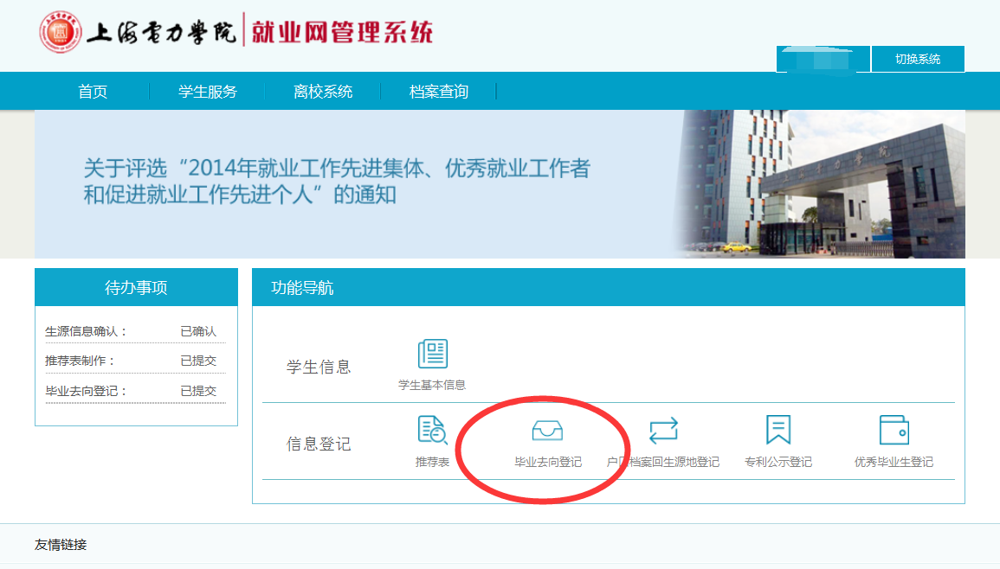 上海电力学院 就业网管理系统
切换系统
首页 学生服务 离校系统 档案查询
关于评选“2014年就业工作先进集体、优秀就业工作者
和促进就业工作先进个人”的通知
电力学院
待办事项
生源信息确认： 已确认
推荐表制作： 已提交
毕业去向登记： 已提交
功能导航
学生信息
学生基本信息
信息登记
推荐表 毕业去向登记 户口档案回生源地登记 专利公示登记 优秀毕业生登记
友情链接